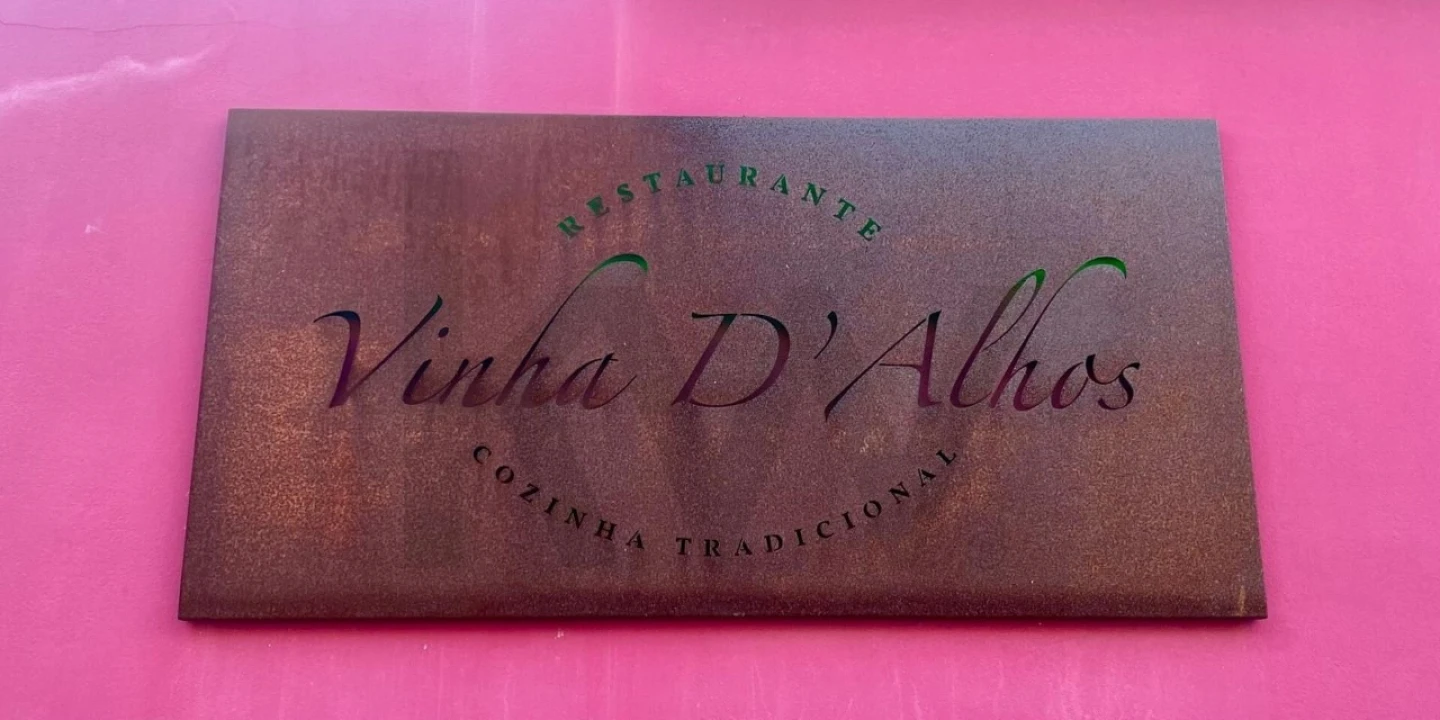 RESTAURANTE
Vinha D'Alhos
COZINHA TRADICIONAL